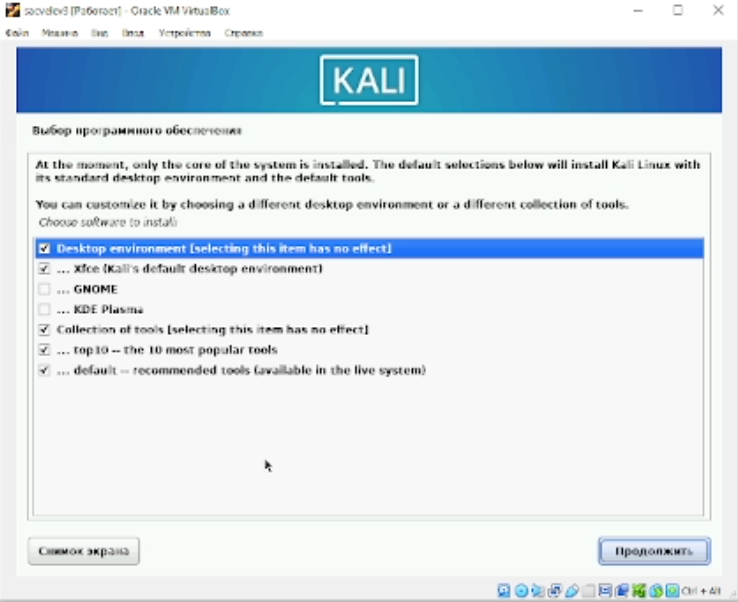 sacvelev3 [Работает] - Oracle VM VirtualBox
Файл Машина Вид Ввод Устройства Справка
KALI
Выбор программного обеспечения
At the moment, only the core of the system is installed. The default selections below will install Kali Linux with
its standard desktop environment and the default tools.
You can customize it by choosing a different desktop environment or a different collection of tools.
Choose software to install:
Desktop environment [selecting this item has no effect]
... Xfce (Kali's default desktop environment)
... GNOME
... KDE Plasma
Collection of tools [selecting this item has no effect]
... top10 -- the 10 most popular tools
... default -- recommended tools (available in the live system)
Снимок экрана
Продолжить
Ctrl + Alt